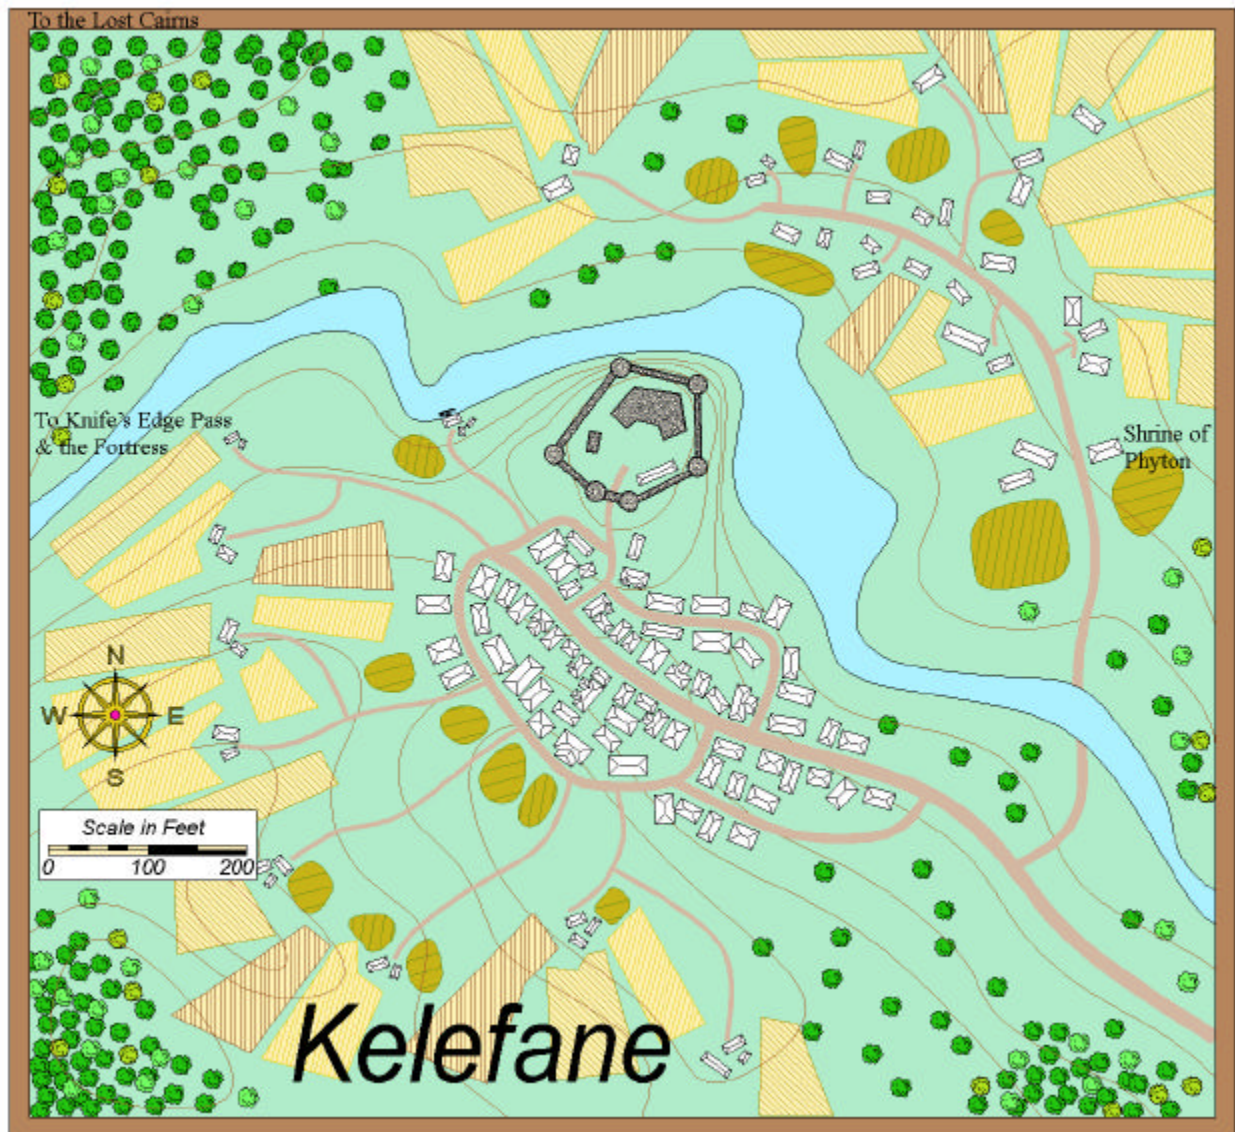 To the Lost Cairns
To Knife's Edge Pass
& the Fortress
Shrine of
Phyton
N
W E
S
Scale in Feet
0 100 200
Kelefane